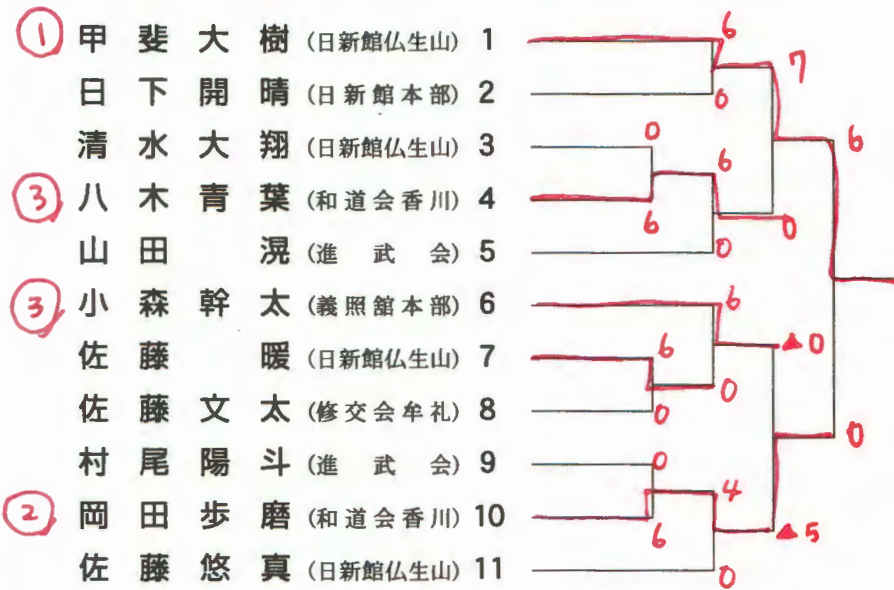 ① 甲斐大樹 (日新館仏生山) 1 6
7
日下開晴 (日新館本部) 2 0
清水大翔 (日新館仏生山) 3 0 6 6
③ 八木青葉 (和道会香川) 4 6 0
山田 滉 (進武会) 5 0
③ 小森幹太 (義照舘本部) 6 6
▲0
佐藤 暖 (日新館仏生山) 7 6 0
佐藤文太 (修交会牟礼) 8 0
0
村尾陽斗 (進武会) 9 0 4
② 岡田歩磨 (和道会香川) 10 6 ▲5
佐藤悠真 (日新館仏生山) 11 0